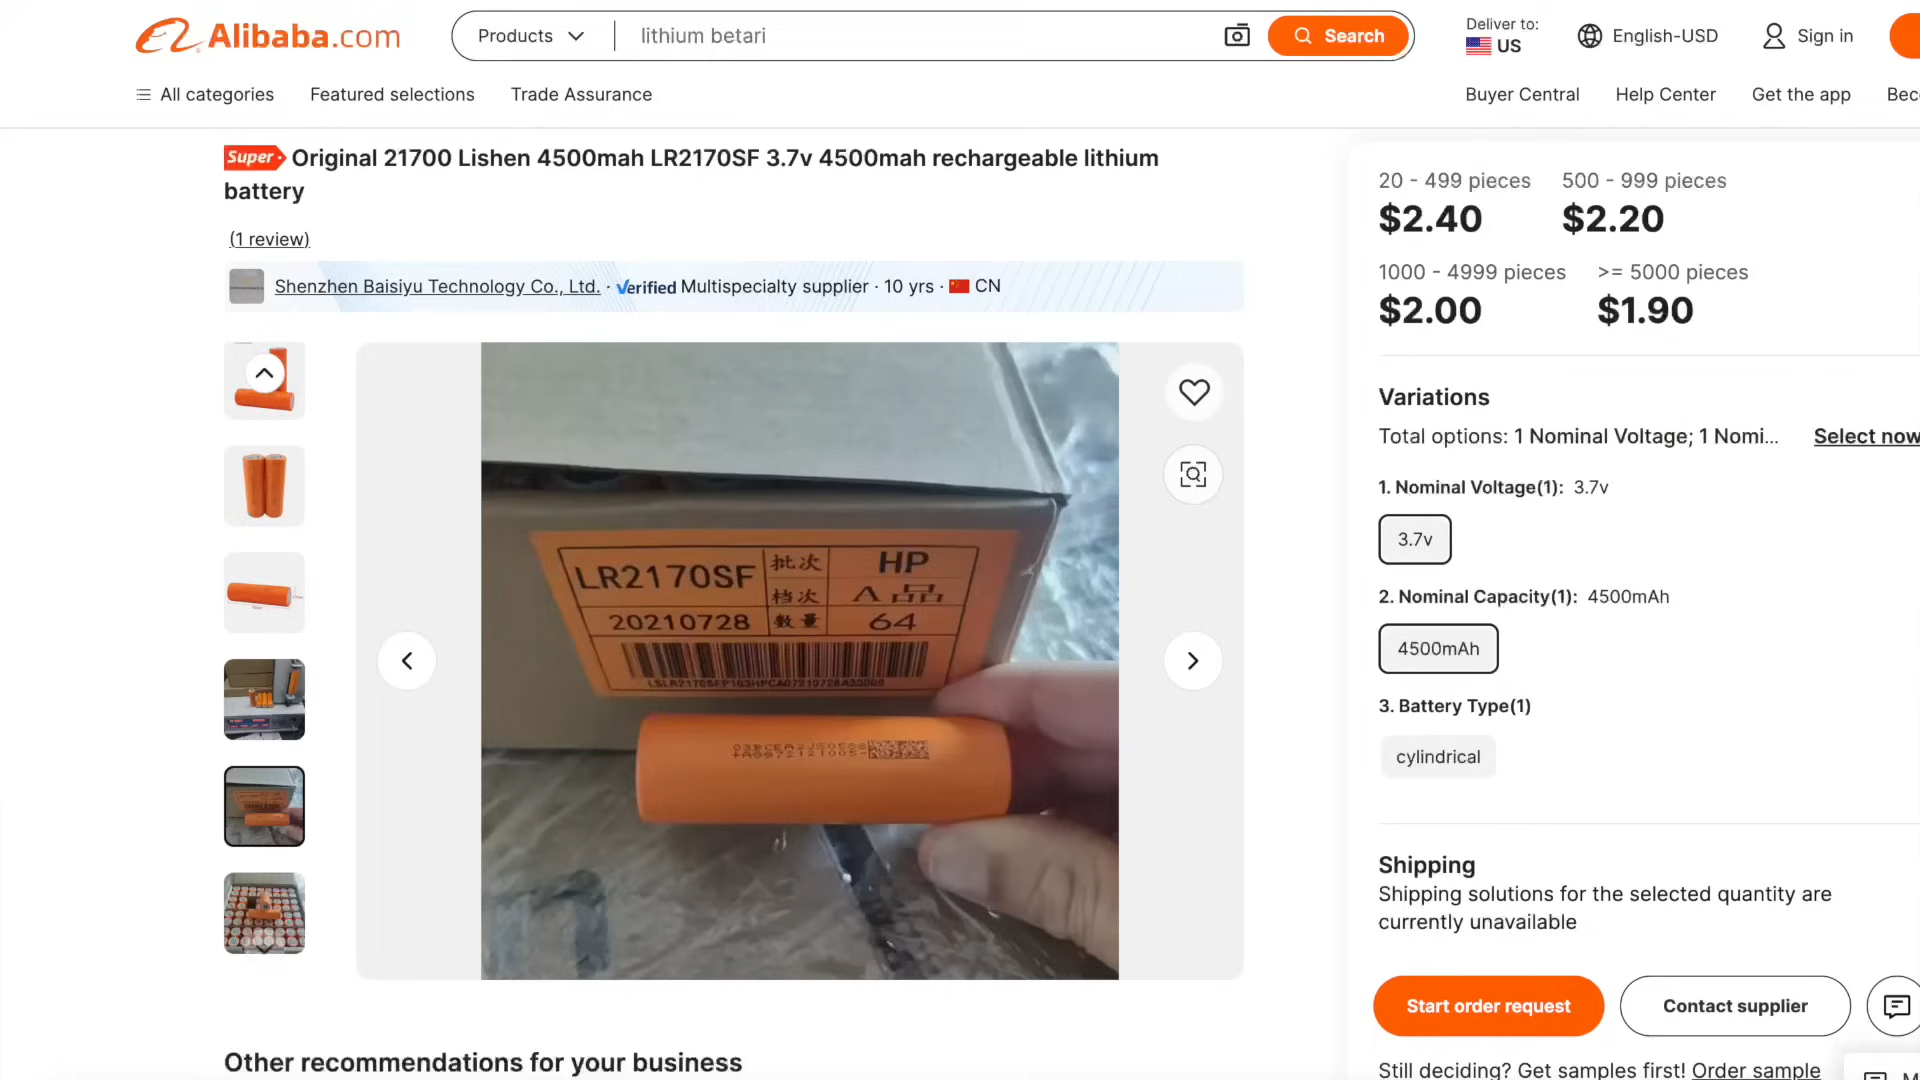 Alibaba.com
Products
lithium betari
Search
Deliver to:
US
English-USD
Sign in
All categories
Featured selections
Trade Assurance
Buyer Central
Help Center
Get the app
Super
Original 21700 Lishen 4500mah LR2170SF 3.7v 4500mah rechargeable lithium
battery
(1 review)
Shenzhen Baisiyu Technology Co., Ltd. · Verified Multispecialty supplier · 10 yrs · CN
LR2170SF 批次 HP
档次 A品
20210728 数量 64
20 - 499 pieces
$2.40
500 - 999 pieces
$2.20
1000 - 4999 pieces
$2.00
>= 5000 pieces
$1.90
Variations
Total options: 1 Nominal Voltage; 1 Nomi...
Select now
1. Nominal Voltage(1): 3.7v
3.7v
2. Nominal Capacity(1): 4500mAh
4500mAh
3. Battery Type(1)
cylindrical
Shipping
Shipping solutions for the selected quantity are
currently unavailable
Start order request
Contact supplier
Still deciding? Get samples first! Order sample
Other recommendations for your business